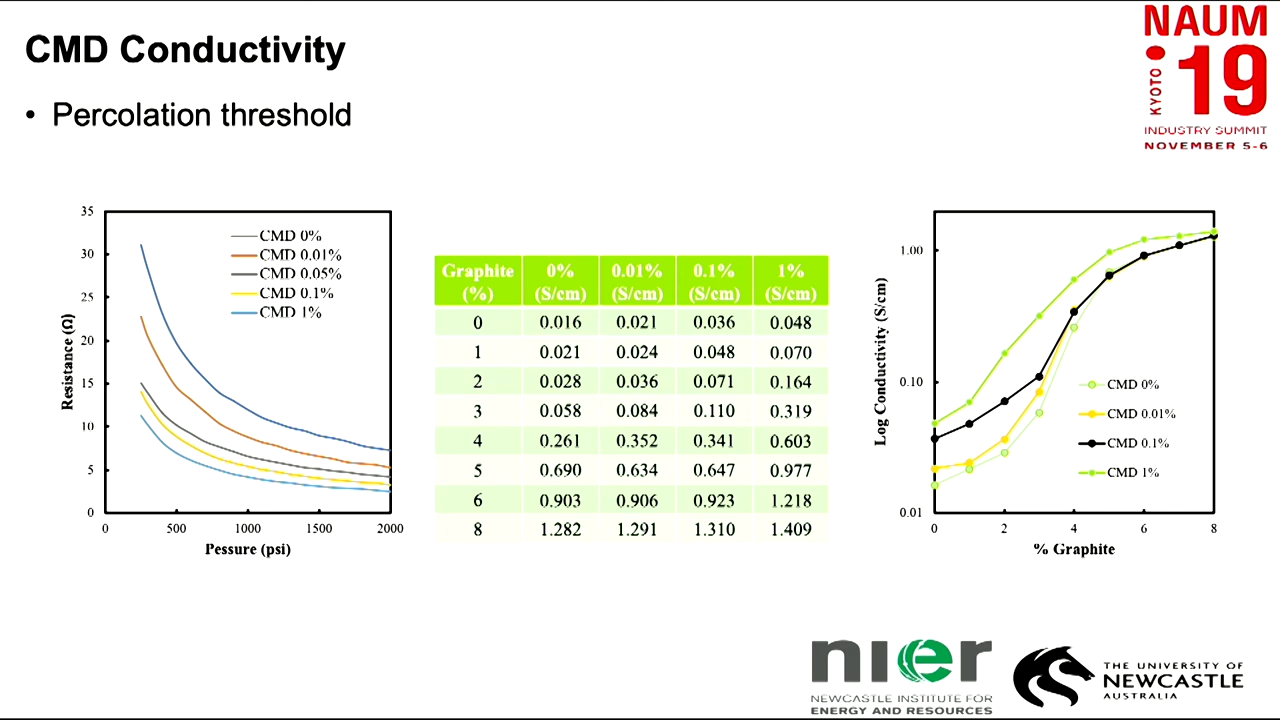 CMD Conductivity
• Percolation threshold
NAUM
KYOTO
i19
INDUSTRY SUMMIT
NOVEMBER 5-6
35
30
25
20
15
10
5
0
0 500 1000 1500 2000
Resistance (Ω)
Pessure (psi)
CMD 0%
CMD 0.01%
CMD 0.05%
CMD 0.1%
CMD 1%
Graphite (%) 0% (S/cm) 0.01% (S/cm) 0.1% (S/cm) 1% (S/cm)
0 0.016 0.021 0.036 0.048
1 0.021 0.024 0.048 0.070
2 0.028 0.036 0.071 0.164
3 0.058 0.084 0.110 0.319
4 0.261 0.352 0.341 0.603
5 0.690 0.634 0.647 0.977
6 0.903 0.906 0.923 1.218
8 1.282 1.291 1.310 1.409
1.00
0.10
0.01
0 2 4 6 8
Log Conductivity (S/cm)
% Graphite
CMD 0%
CMD 0.01%
CMD 0.1%
CMD 1%
nier
NEWCASTLE INSTITUTE FOR
ENERGY AND RESOURCES
THE UNIVERSITY OF
NEWCASTLE
AUSTRALIA